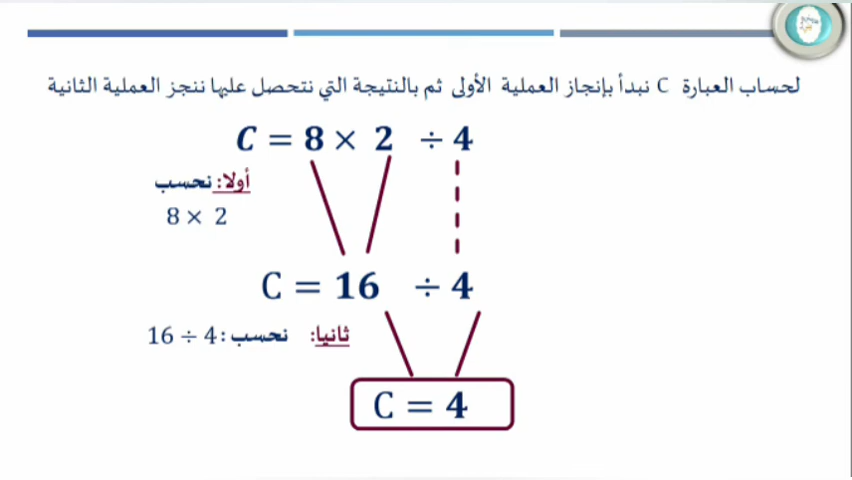 لحساب العبارة C نبدأ بإنجاز العملية الأولى ثم بالنتيجة التي نتحصل عليها ننجز العملية الثانية
C = 8 × 2 ÷ 4
أولا: نحسب
8 × 2
C = 16 ÷ 4
ثانيا: نحسب: 16 ÷ 4
C = 4